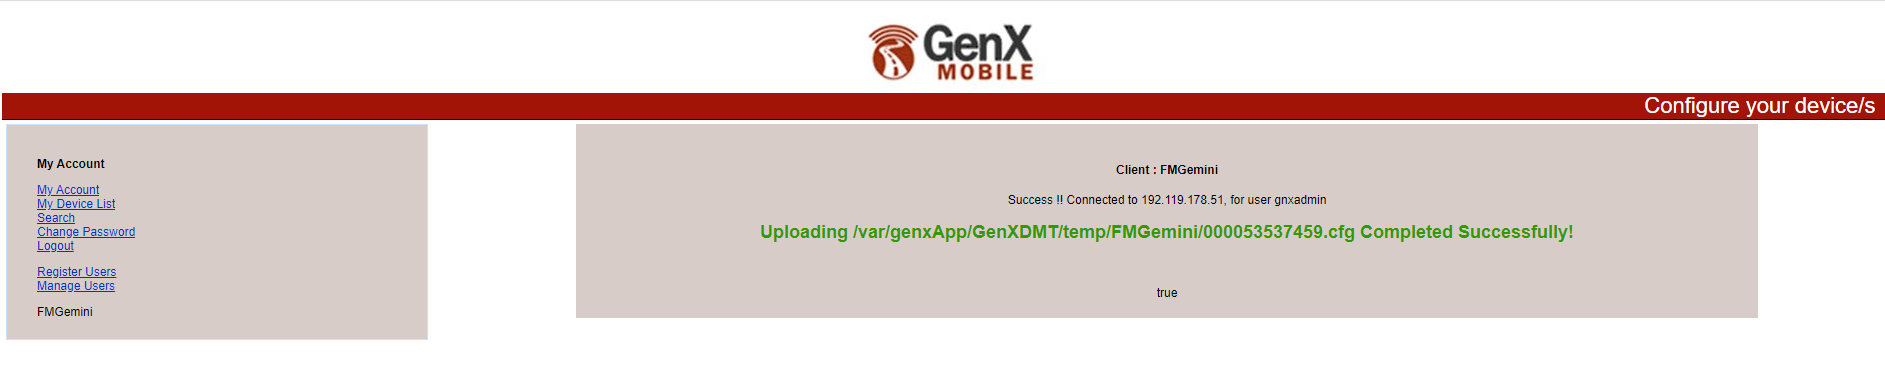 GenX
MOBILE
Configure your device/s
My Account
My Account
My Device List
Search
Change Password
Logout
Register Users
Manage Users
FMGemini
Client : FMGemini
Success !! Connected to 192.119.178.51, for user gnxadmin
Uploading /var/genxApp/GenXDMT/temp/FMGemini/000053537459.cfg Completed Successfully!
true